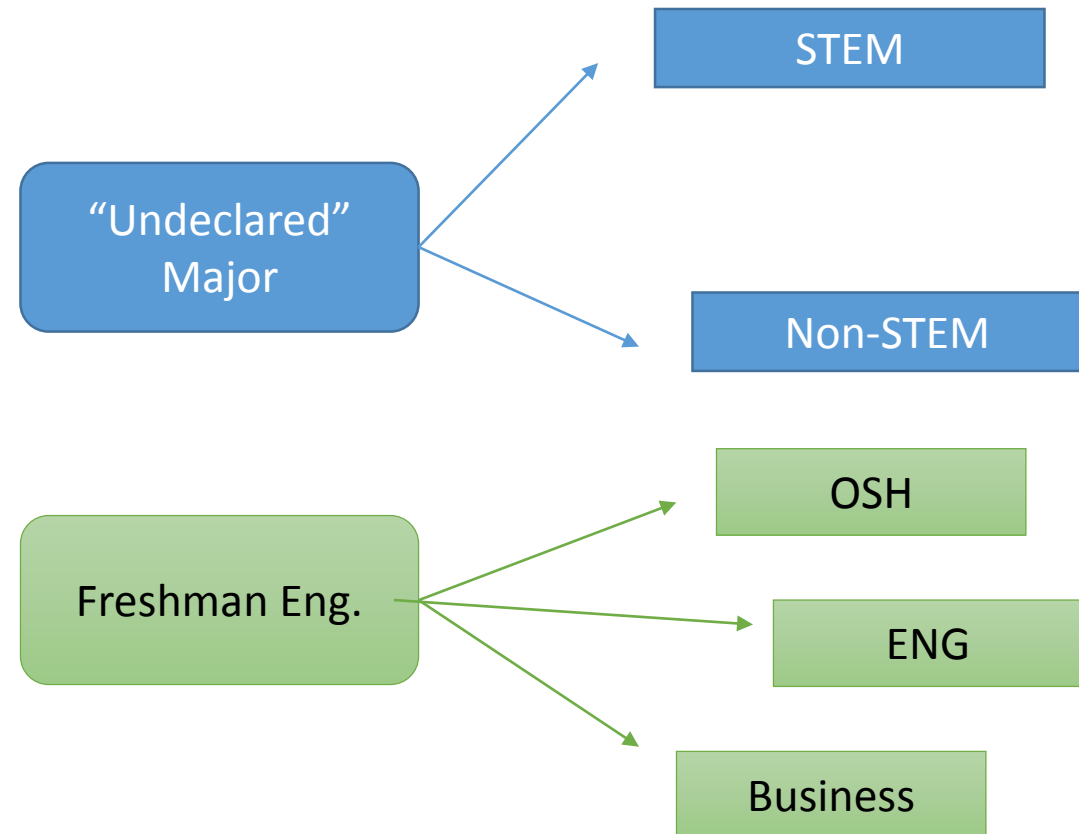 STEM
“Undeclared”
Major
Non-STEM
OSH
Freshman Eng.
ENG
Business